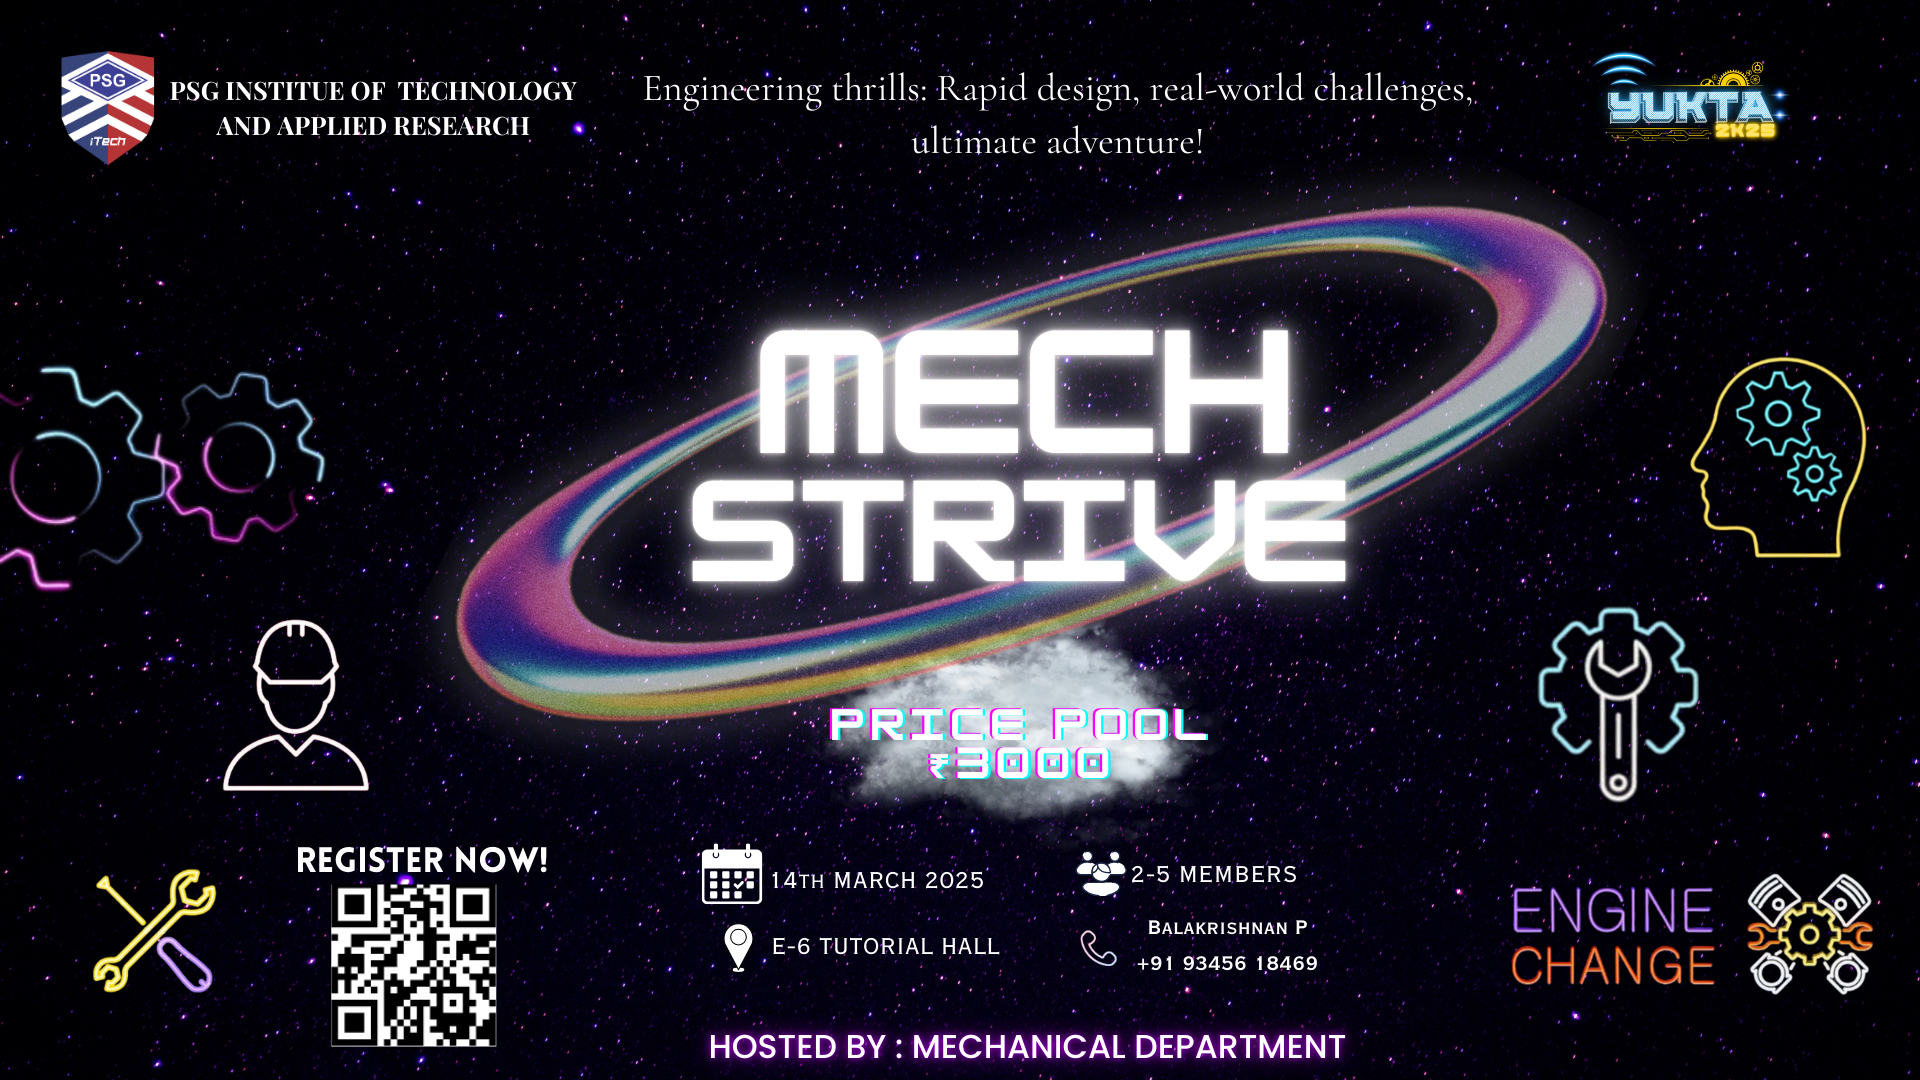 PSG
iTech
PSG INSTITUE OF TECHNOLOGY
AND APPLIED RESEARCH
Engineering thrills: Rapid design, real-world challenges,
ultimate adventure!
YUKTA
2K25
MECH
STRIVE
PRICE POOL
₹3000
REGISTER NOW!
14TH MARCH 2025
E-6 TUTORIAL HALL
2-5 MEMBERS
BALAKRISHNAN P
+91 93456 18469
ENGINE
CHANGE
HOSTED BY : MECHANICAL DEPARTMENT